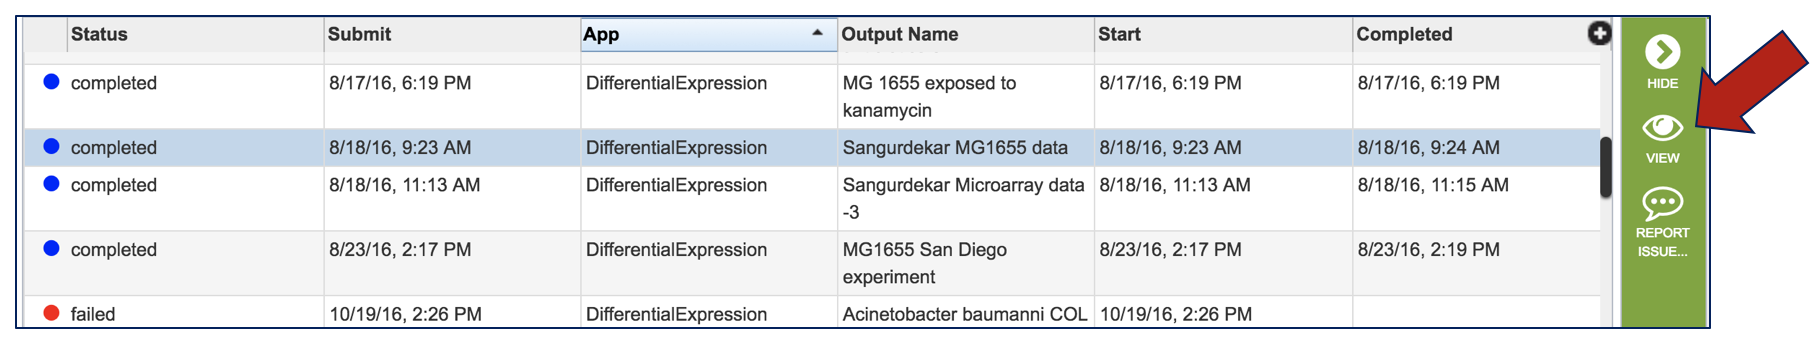 Status Submit App Output Name Start Completed
completed 8/17/16, 6:19 PM DifferentialExpression MG 1655 exposed to 8/17/16, 6:19 PM 8/17/16, 6:19 PM
kanamycin
completed 8/18/16, 9:23 AM DifferentialExpression Sangurdekar MG1655 data 8/18/16, 9:23 AM 8/18/16, 9:24 AM
completed 8/18/16, 11:13 AM DifferentialExpression Sangurdekar Microarray data 8/18/16, 11:13 AM 8/18/16, 11:15 AM
-3
completed 8/23/16, 2:17 PM DifferentialExpression MG1655 San Diego 8/23/16, 2:17 PM 8/23/16, 2:19 PM
experiment
failed 10/19/16, 2:26 PM DifferentialExpression Acinetobacter baumanni COL 10/19/16, 2:26 PM
HIDE
VIEW
REPORT
ISSUE...